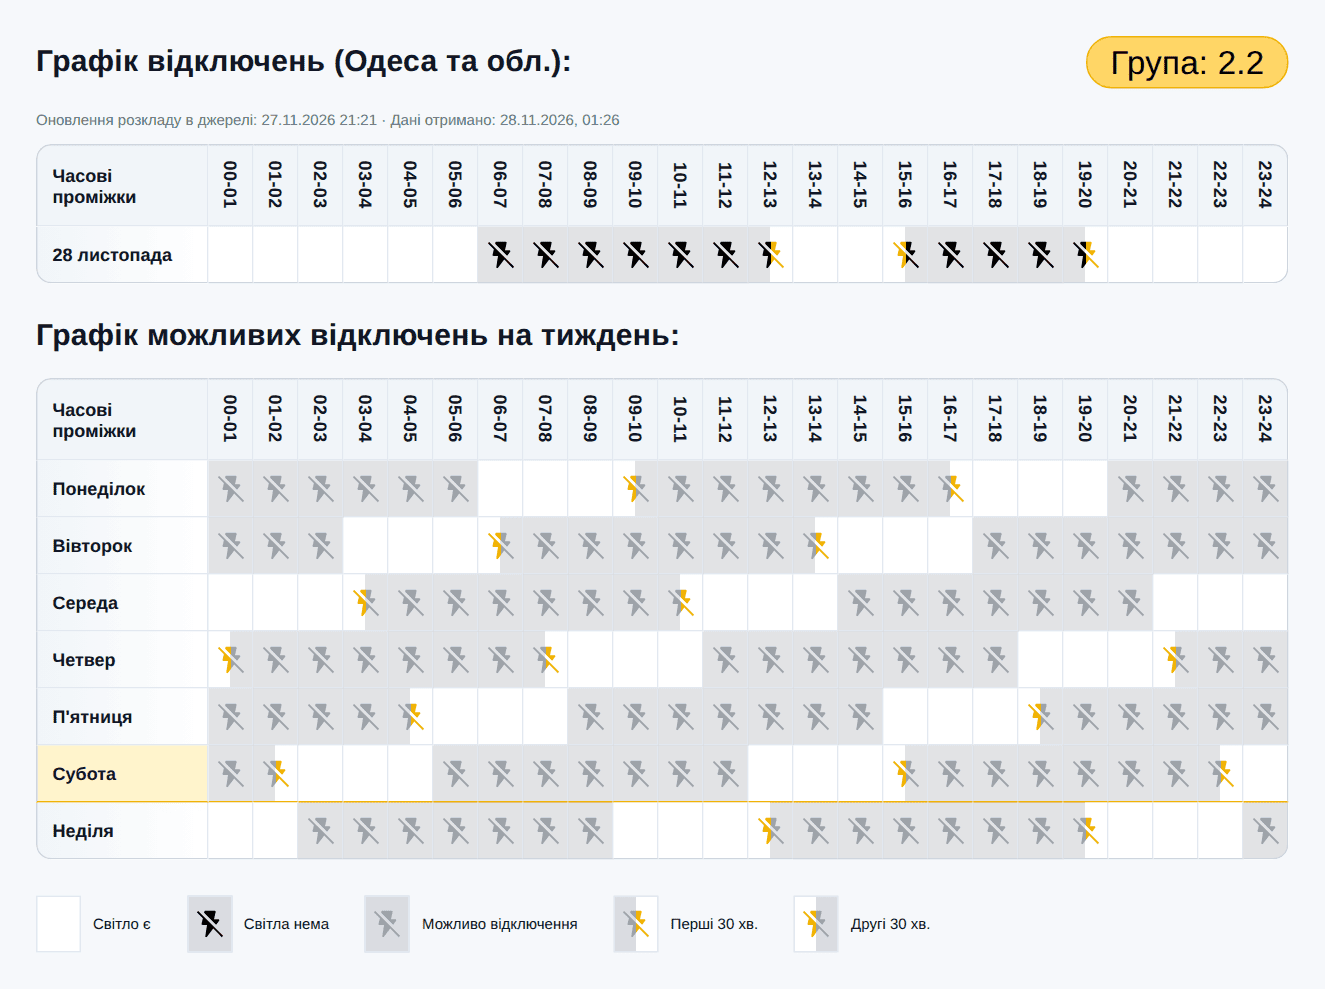 Графік відключень (Одеса та обл.):
Група: 2.2
Оновлення розкладу в джерелі: 27.11.2026 21:21 · Дані отримано: 28.11.2026, 01:26
Часові
проміжки
00-01 01-02 02-03 03-04 04-05 05-06 06-07 07-08 08-09 09-10 10-11 11-12 12-13 13-14 14-15 15-16 16-17 17-18 18-19 19-20 20-21 21-22 22-23 23-24
28 листопада
Графік можливих відключень на тиждень:
Часові
проміжки
00-01 01-02 02-03 03-04 04-05 05-06 06-07 07-08 08-09 09-10 10-11 11-12 12-13 13-14 14-15 15-16 16-17 17-18 18-19 19-20 20-21 21-22 22-23 23-24
Понеділок
Вівторок
Середа
Четвер
П'ятниця
Субота
Неділя
Світло є
Світла нема
Можливо відключення
Перші 30 хв.
Другі 30 хв.